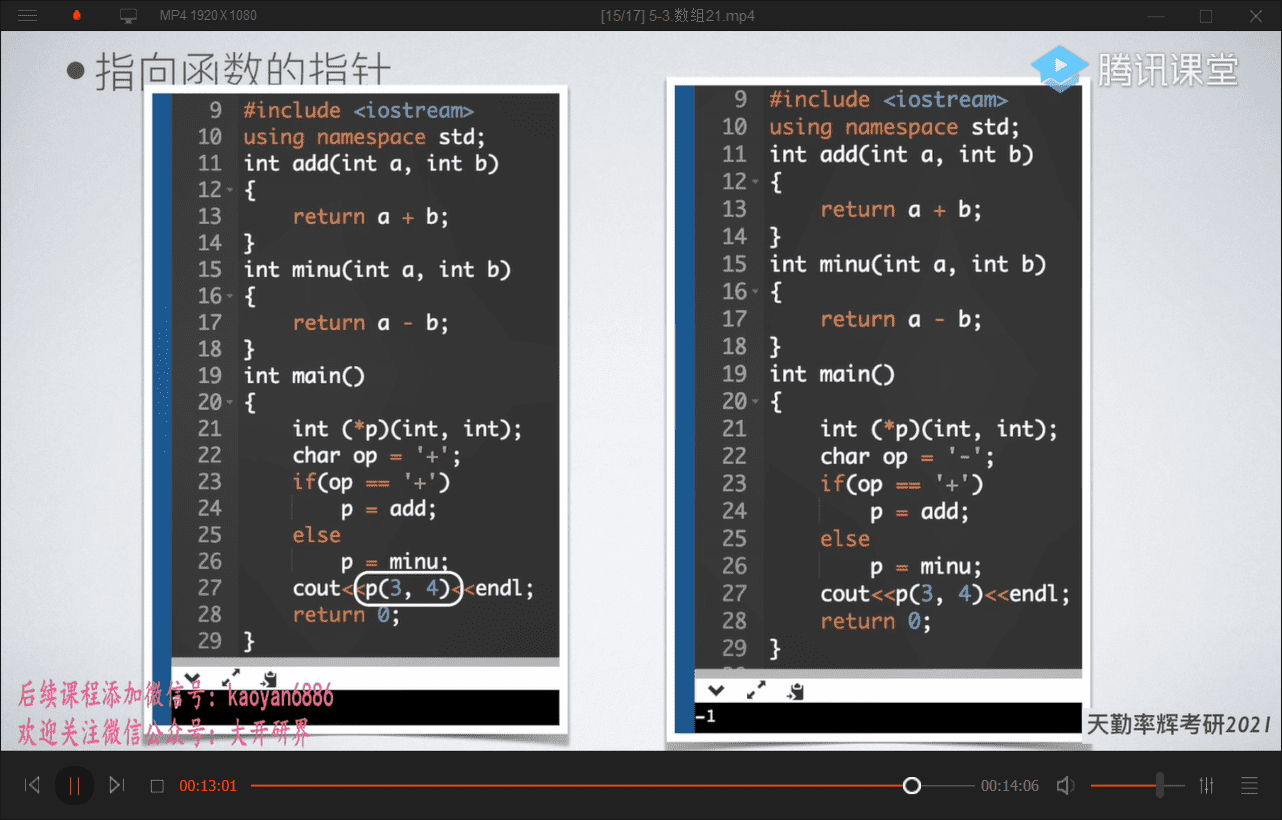 MP4 1920X1080
[15/17] 5-3.数组21.mp4
指向函数的指针
腾讯课堂
9 #include <iostream>
10 using namespace std;
11 int add(int a, int b)
12 {
13 return a + b;
14 }
15 int minu(int a, int b)
16 {
17 return a - b;
18 }
19 int main()
20 {
21 int (*p)(int, int);
22 char op = '+';
23 if(op == '+')
24 p = add;
25 else
26 p = minu;
27 cout<<p(3, 4)<<endl;
28 return 0;
29 }
9 #include <iostream>
10 using namespace std;
11 int add(int a, int b)
12 {
13 return a + b;
14 }
15 int minu(int a, int b)
16 {
17 return a - b;
18 }
19 int main()
20 {
21 int (*p)(int, int);
22 char op = '-';
23 if(op == '+')
24 p = add;
25 else
26 p = minu;
27 cout<<p(3, 4)<<endl;
28 return 0;
29 }
-1
后续课程添加微信号：kaoyan6886
欢迎关注微信公众号：大开研界
天勤率辉考研2021
00:13:01
00:14:06